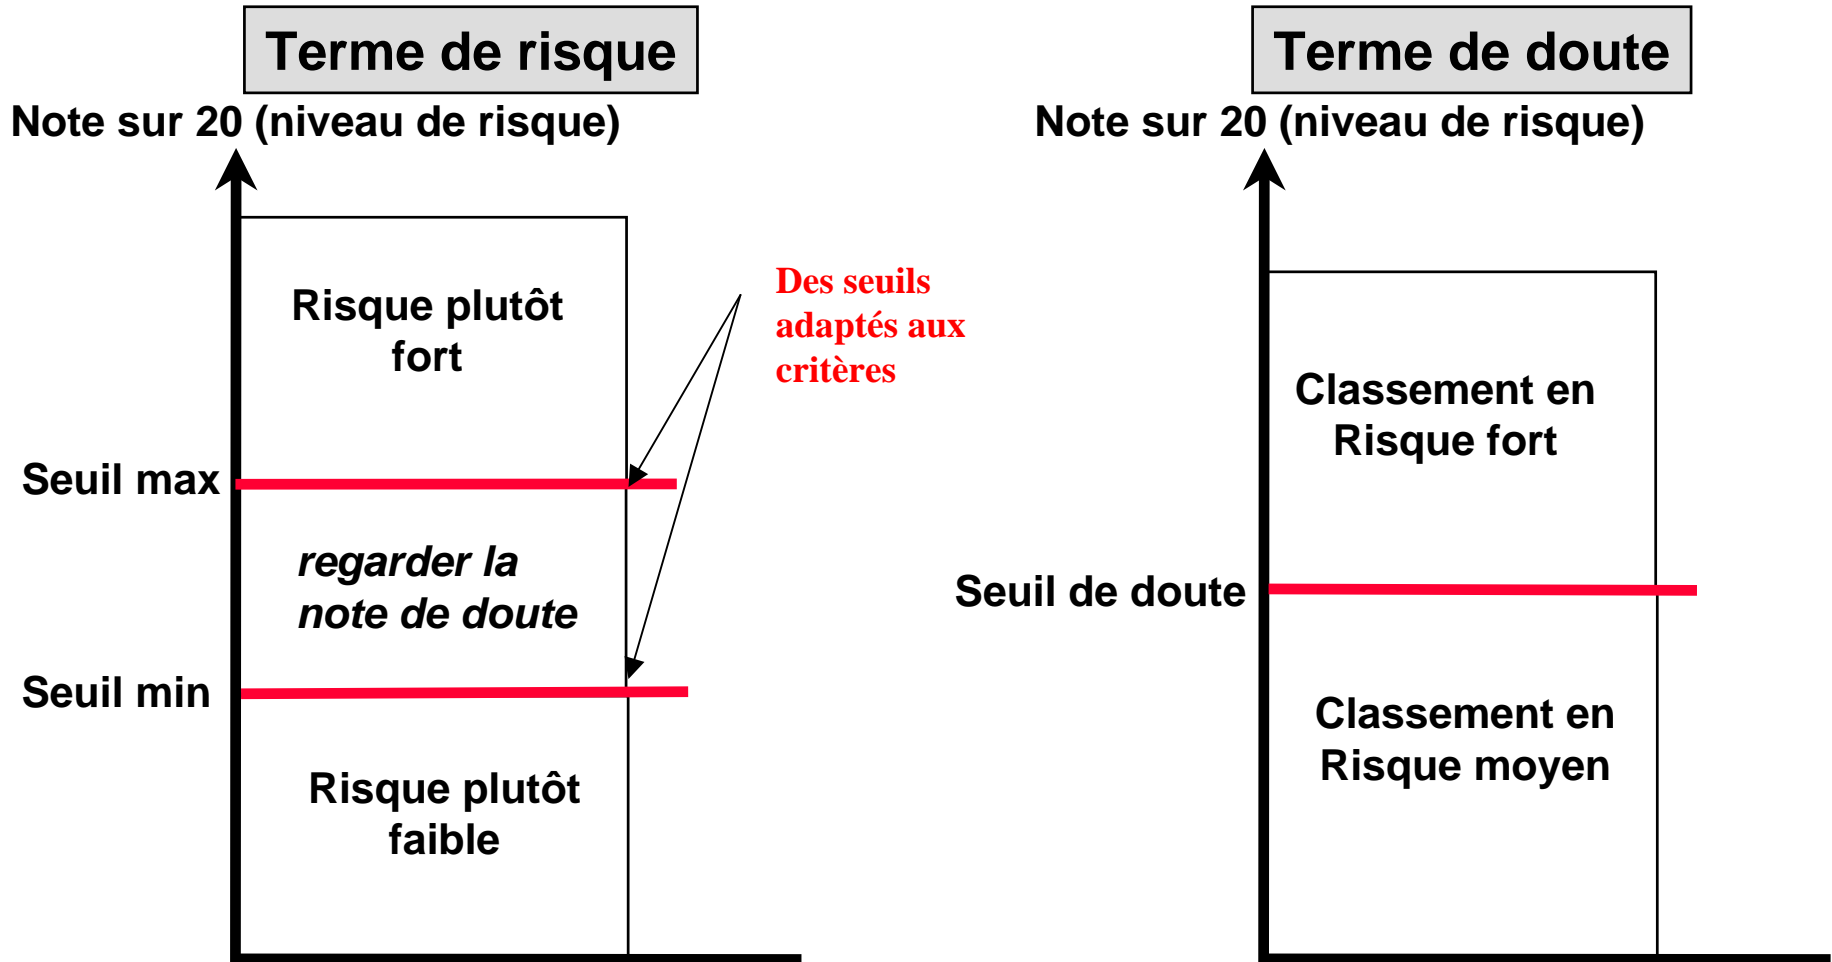 Terme de risque
Note sur 20 (niveau de risque)
Risque plutôt
fort
Des seuils
adaptés aux
critères
Seuil max
regarder la
note de doute
Seuil min
Risque plutôt
faible
Terme de doute
Note sur 20 (niveau de risque)
Classement en
Risque fort
Seuil de doute
Classement en
Risque moyen